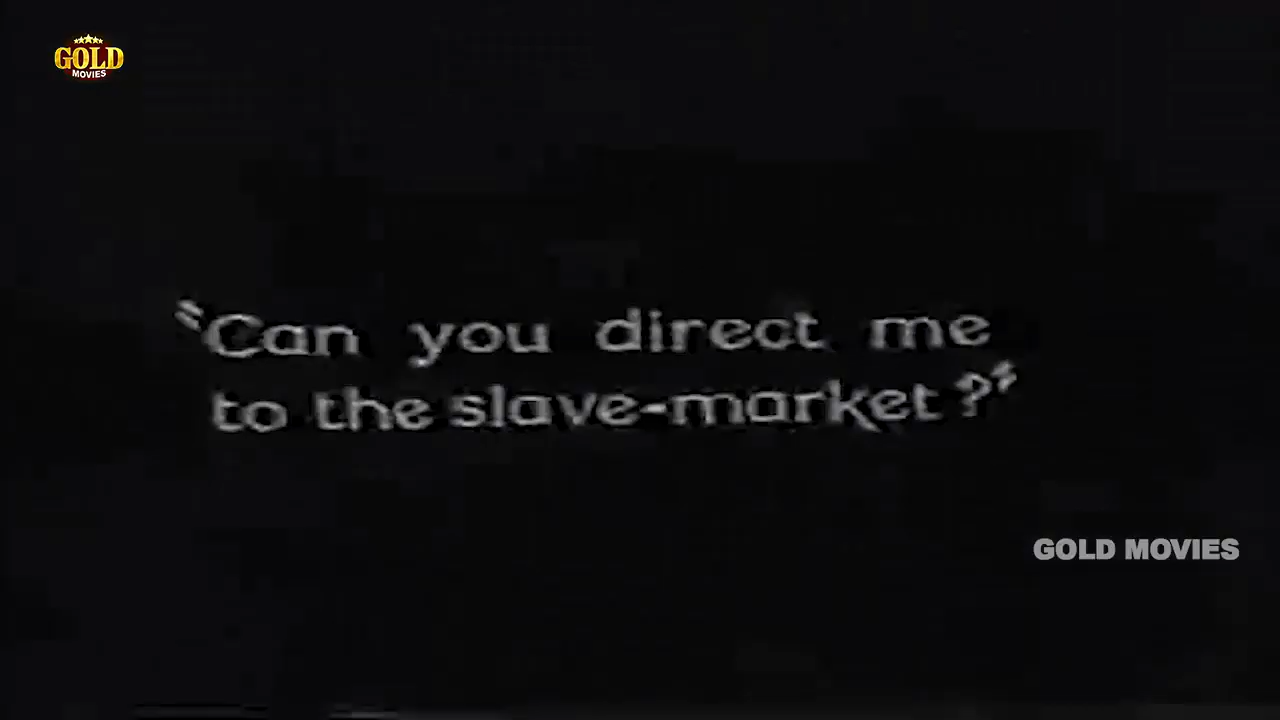 GOLD
MOVIES
"Can you direct me
to the slave-market?"
GOLD MOVIES